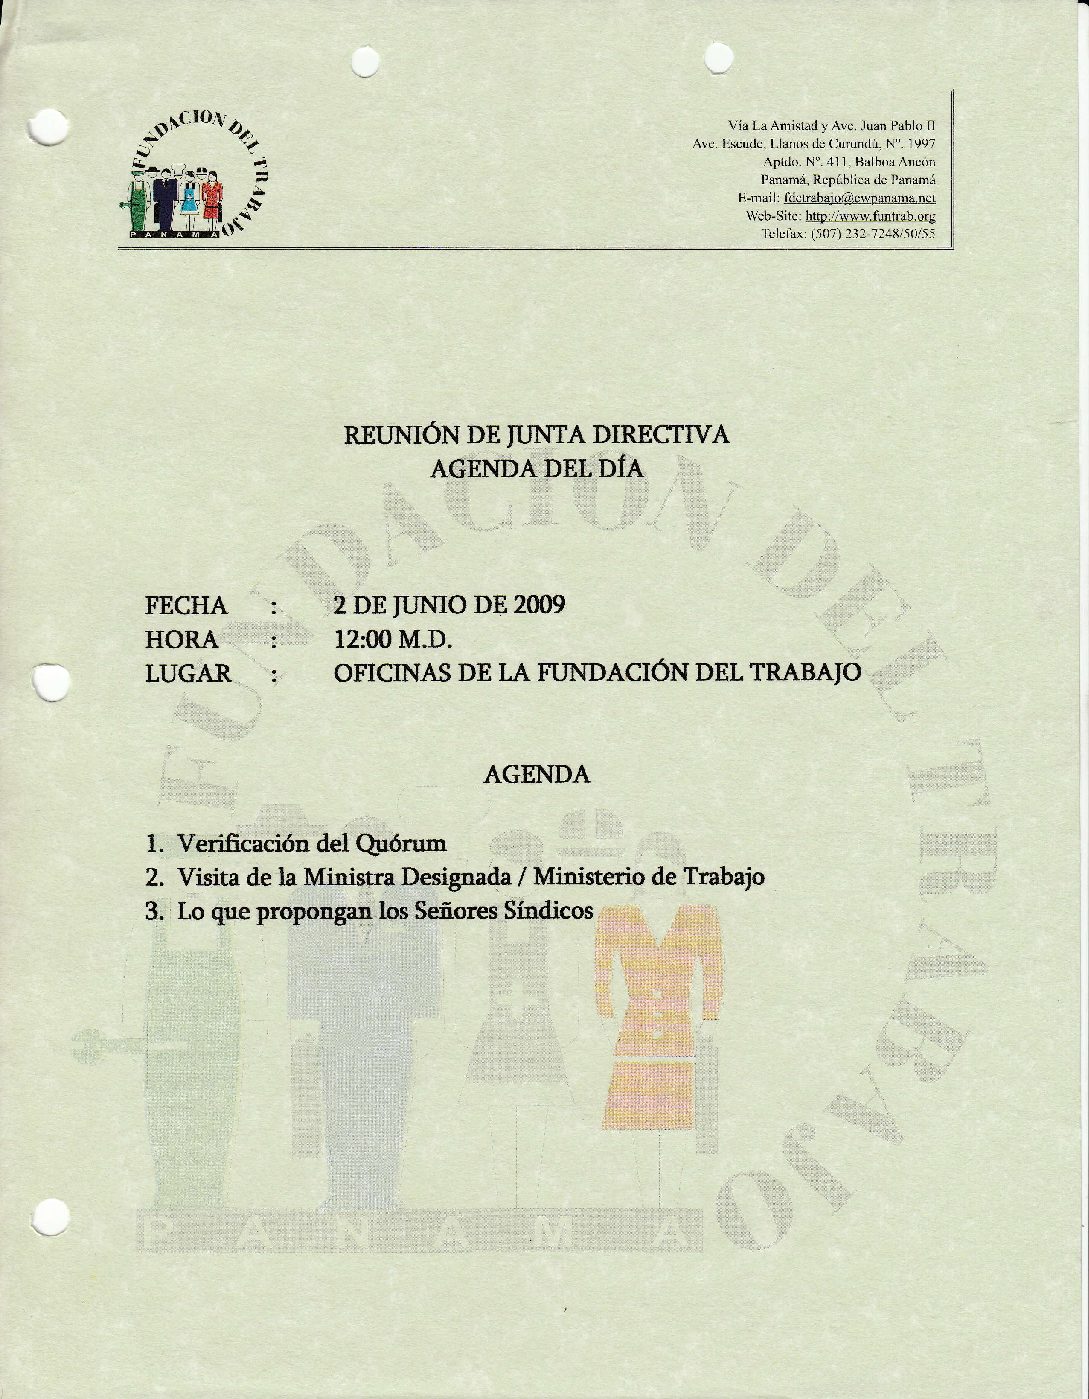 FUNDACION DEL TRABAJO
PANAMA
Vía La Amistad y Ave. Juan Pablo II
Ave. Escude, Llanos de Curundú, Nº. 1997
Aptdo. Nº. 411, Balboa Ancón
Panamá, República de Panamá
E-mail: fdetrabajo@cwpanama.net
Web-Site: http://www.funtrab.org
Telefax: (507) 232-7248/50/55
REUNIÓN DE JUNTA DIRECTIVA
AGENDA DEL DÍA
FECHA : 2 DE JUNIO DE 2009
HORA : 12:00 M.D.
LUGAR : OFICINAS DE LA FUNDACIÓN DEL TRABAJO
AGENDA
1. Verificación del Quórum
2. Visita de la Ministra Designada / Ministerio de Trabajo
3. Lo que propongan los Señores Síndicos
FUNDACION DEL TRABAJO
PANAMA